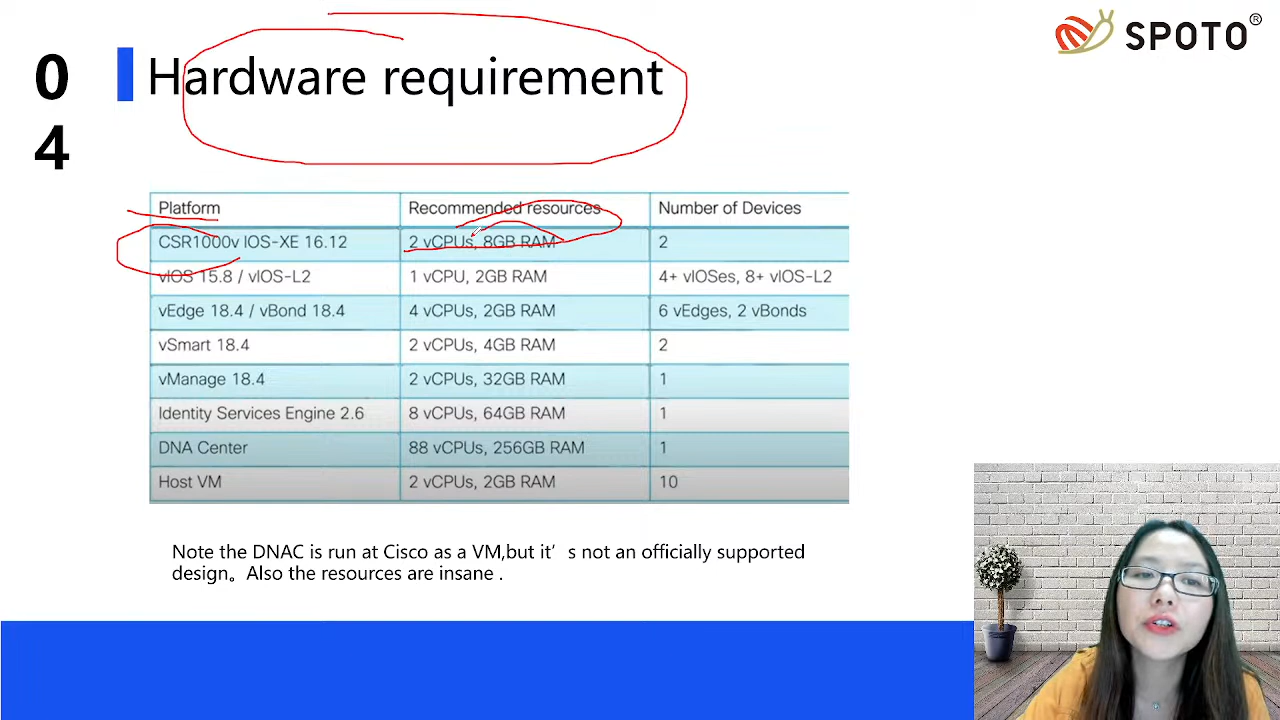 SPOTO®
04
Hardware requirement
Platform Recommended resources Number of Devices
CSR1000v IOS-XE 16.12 2 vCPUs, 8GB RAM 2
vIOS 15.8 / vIOS-L2 1 vCPU, 2GB RAM 4+ vIOSes, 8+ vIOS-L2
vEdge 18.4 / vBond 18.4 4 vCPUs, 2GB RAM 6 vEdges, 2 vBonds
vSmart 18.4 2 vCPUs, 4GB RAM 2
vManage 18.4 2 vCPUs, 32GB RAM 1
Identity Services Engine 2.6 8 vCPUs, 64GB RAM 1
DNA Center 88 vCPUs, 256GB RAM 1
Host VM 2 vCPUs, 2GB RAM 10
Note the DNAC is run at Cisco as a VM,but it’s not an officially supported
design。Also the resources are insane .